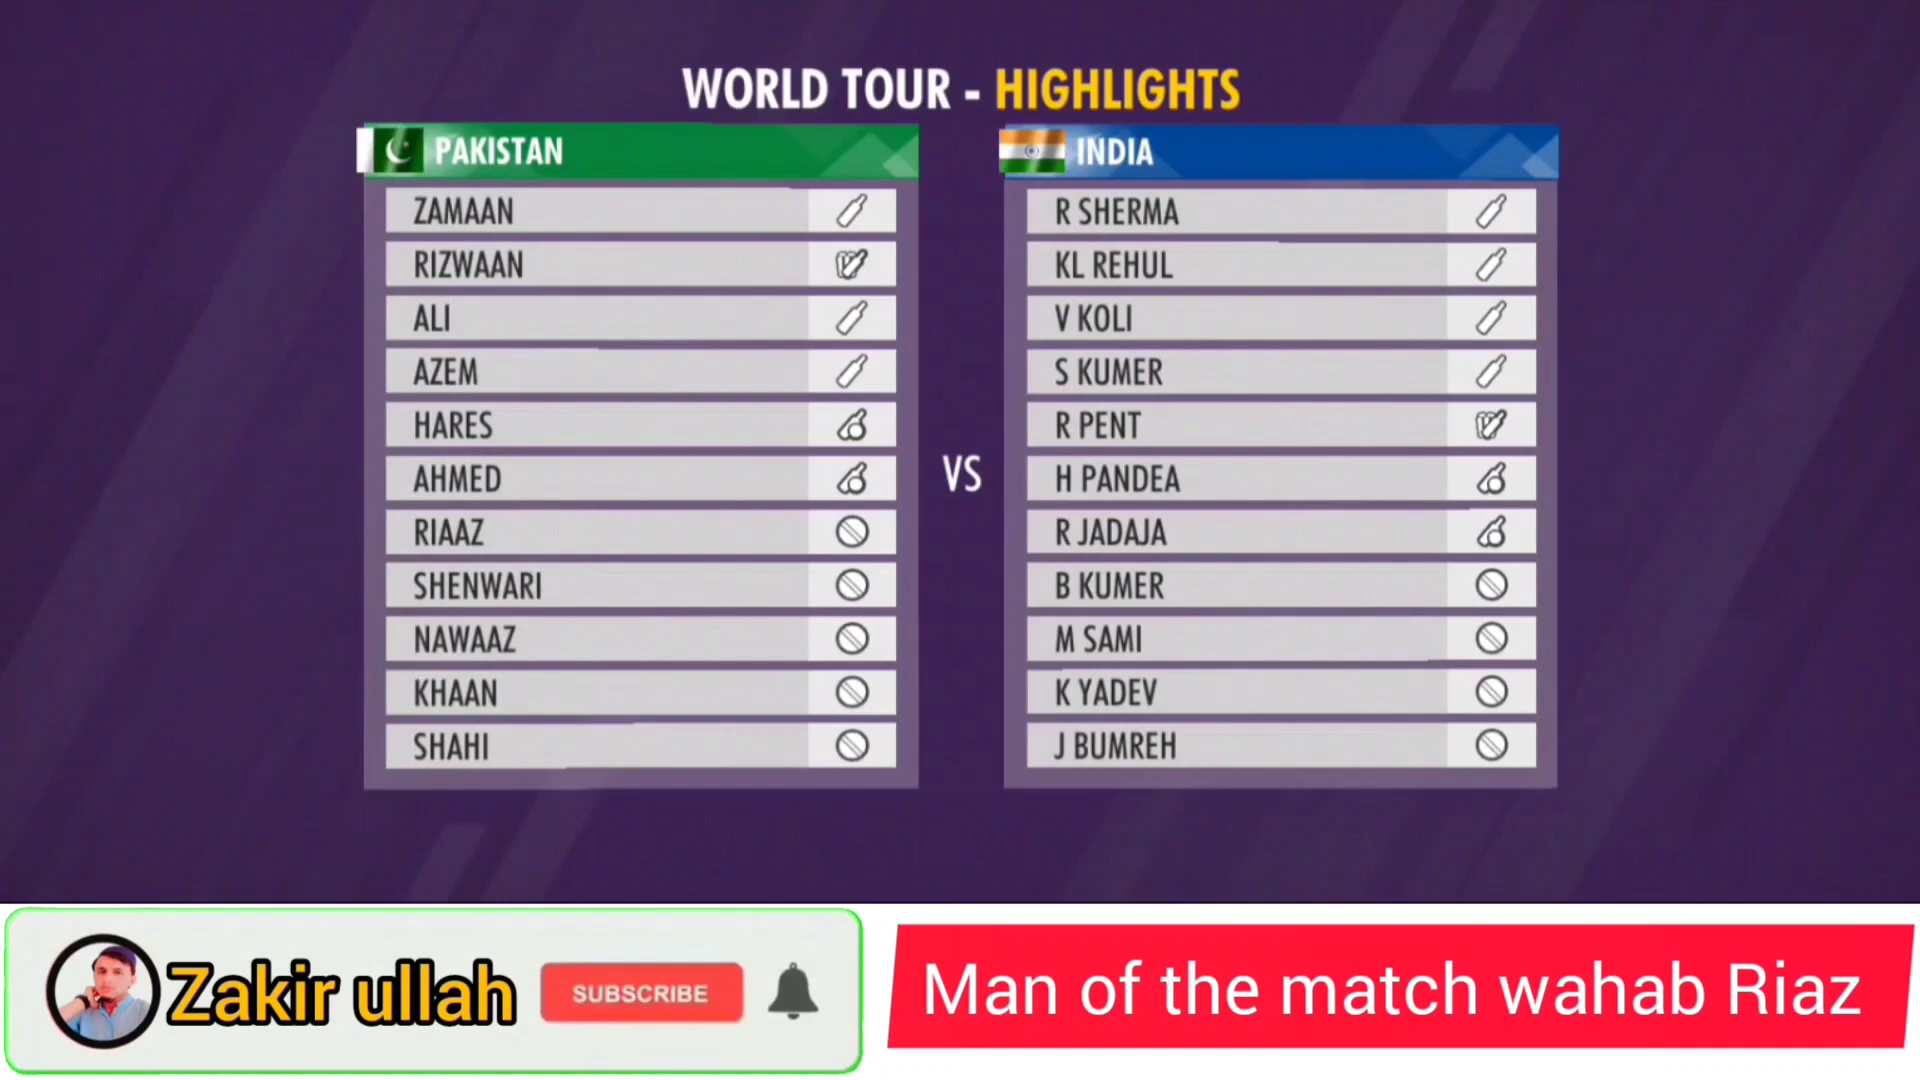 WORLD TOUR - HIGHLIGHTS
PAKISTAN
ZAMAAN
RIZWAAN
ALI
AZEM
HARES
AHMED
RIAAZ
SHENWARI
NAWAAZ
KHAAN
SHAHI
VS
INDIA
R SHERMA
KL REHUL
V KOLI
S KUMER
R PENT
H PANDEA
R JADAJA
B KUMER
M SAMI
K YADEV
J BUMREH
Zakir ullah
SUBSCRIBE
Man of the match wahab Riaz